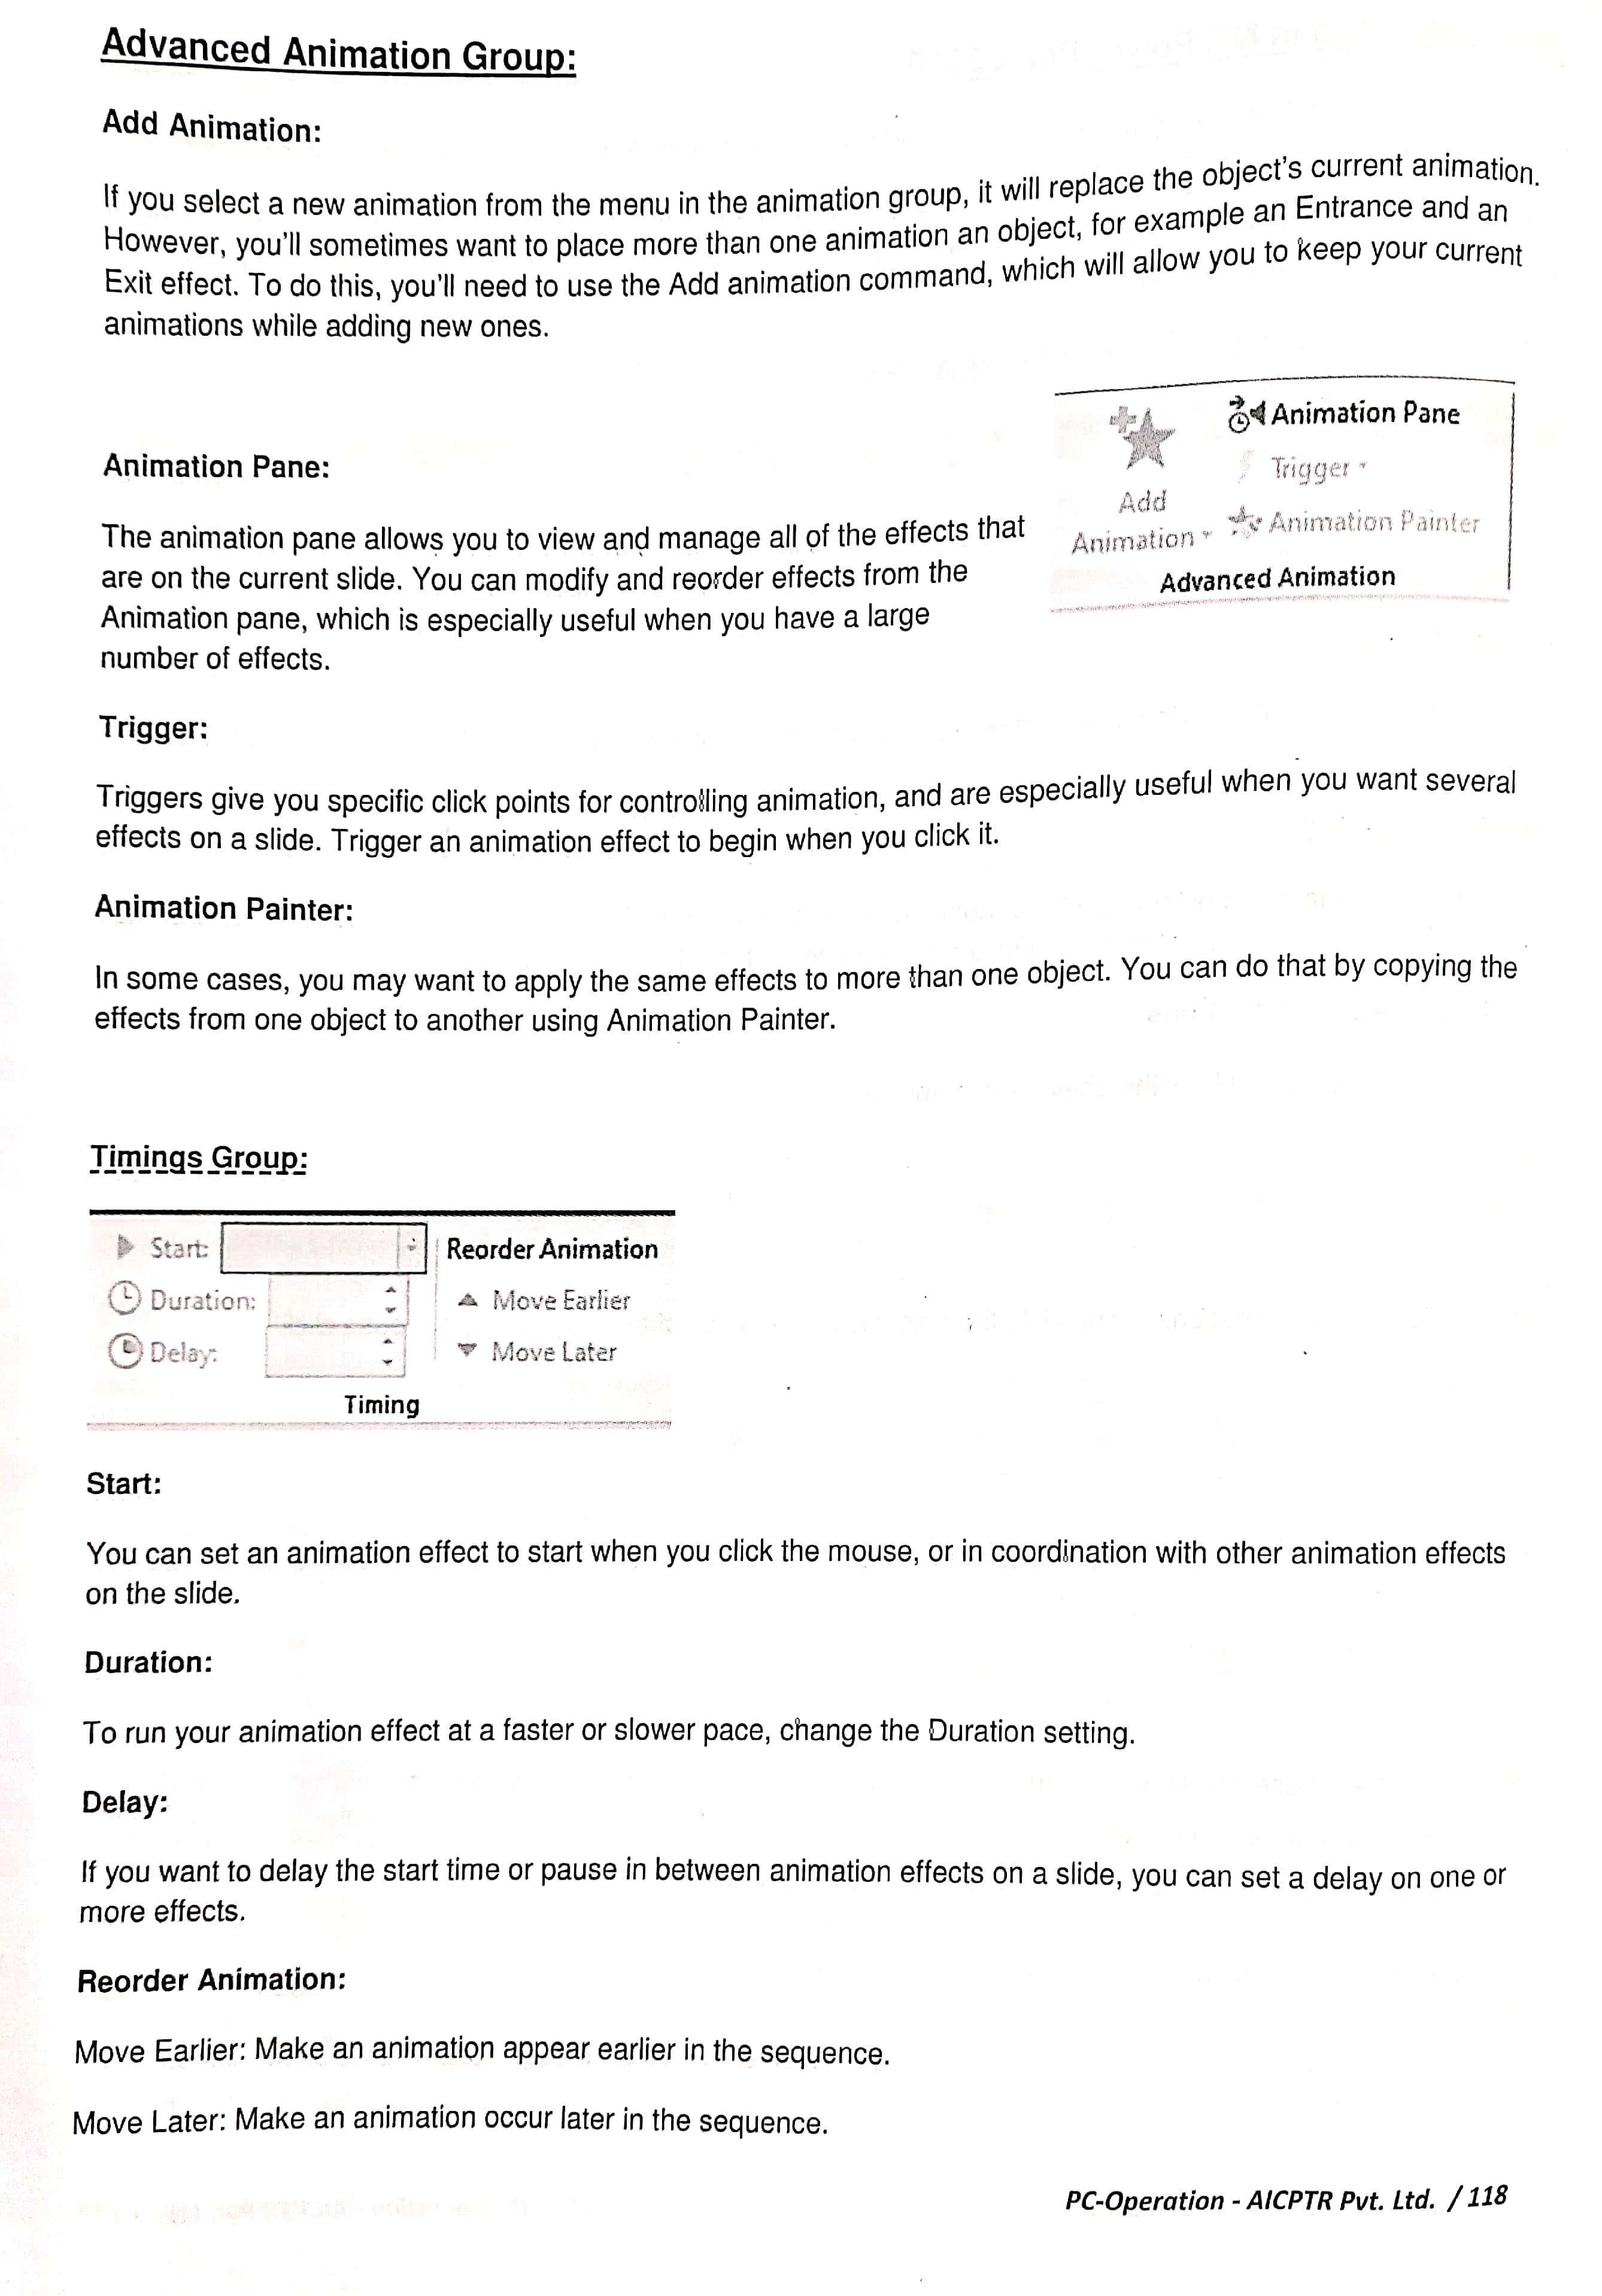 Advanced Animation Group:
Add Animation:
If you select a new animation from the menu in the animation group, it will replace the object's current animation.
However, you'll sometimes want to place more than one animation an object, for example an Entrance and an
Exit effect. To do this, you'll need to use the Add animation command, which will allow you to keep your current
animations while adding new ones.
Animation Pane
Trigger
Add
Animation
Animation Painter
Advanced Animation
Animation Pane:
The animation pane allows you to view and manage all of the effects that
are on the current slide. You can modify and reorder effects from the
Animation pane, which is especially useful when you have a large
number of effects.
Trigger:
Triggers give you specific click points for controlling animation, and are especially useful when you want several
effects on a slide. Trigger an animation effect to begin when you click it.
Animation Painter:
In some cases, you may want to apply the same effects to more than one object. You can do that by copying the
effects from one object to another using Animation Painter.
Timings Group:
Start: Reorder Animation
Duration: Move Earlier
Delay: Move Later
Timing
Start:
You can set an animation effect to start when you click the mouse, or in coordination with other animation effects
on the slide.
Duration:
To run your animation effect at a faster or slower pace, change the Duration setting.
Delay:
If you want to delay the start time or pause in between animation effects on a slide, you can set a delay on one or
more effects.
Reorder Animation:
Move Earlier: Make an animation appear earlier in the sequence.
Move Later: Make an animation occur later in the sequence.
PC-Operation - AICPTR Pvt. Ltd. / 118